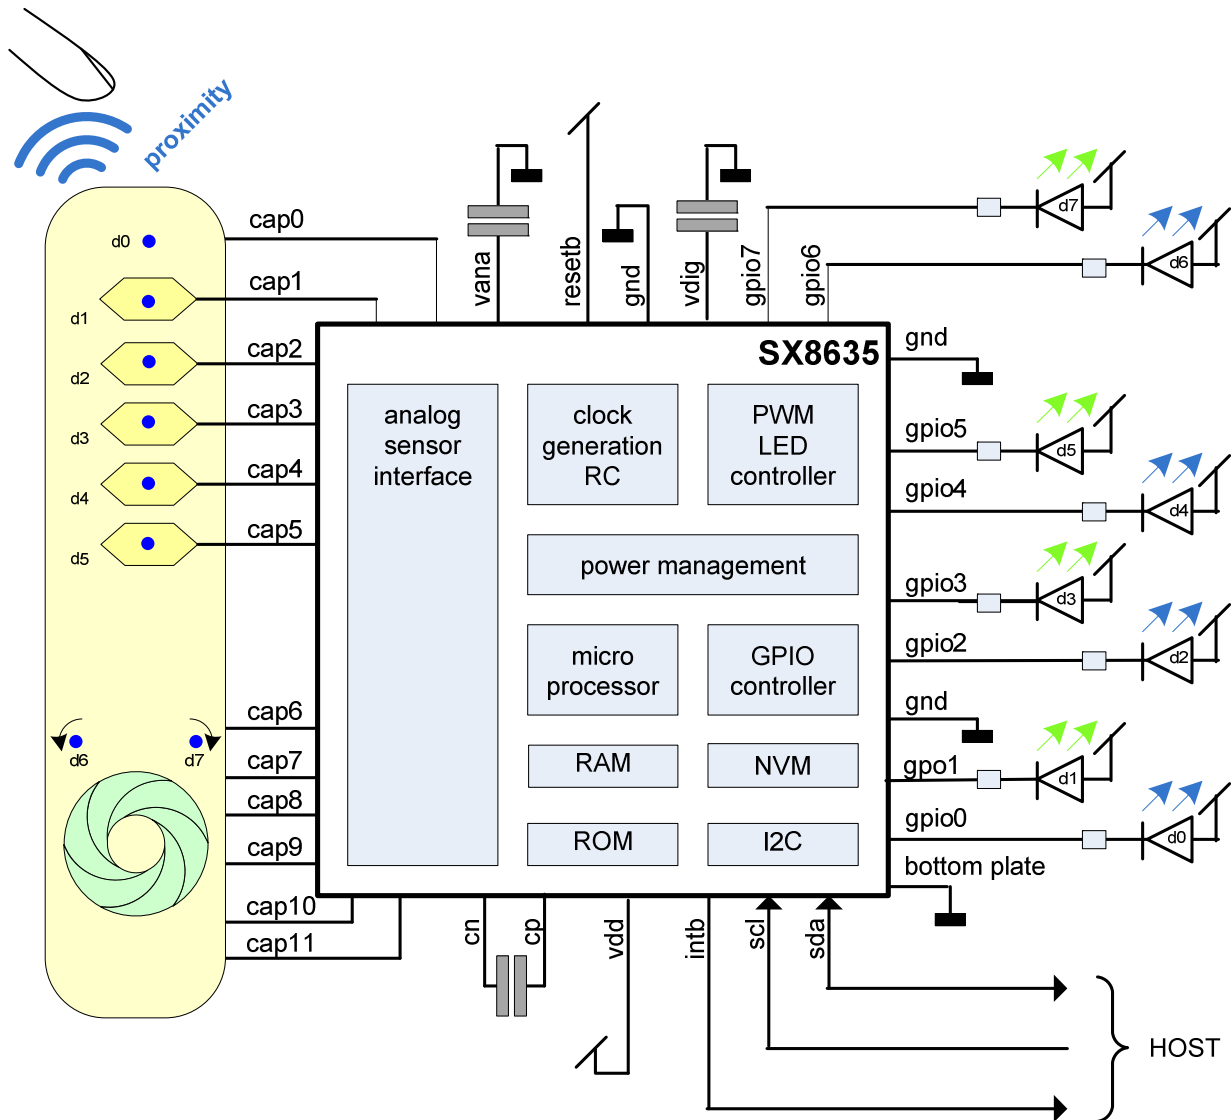 proximity
d0
cap0
cap1
d1
cap2
d2
cap3
d3
cap4
d4
cap5
d5
cap6
d6
d7
cap7
cap8
cap9
cap10
cap11
vana
resetb
gnd
vdig
gpio7
gpio6
d7
d6
SX8635
analog
sensor
interface
clock
generation
RC
PWM
LED
controller
power management
micro
processor
GPIO
controller
RAM
NVM
ROM
I2C
gnd
gpio5
d5
gpio4
d4
gpio3
d3
gpio2
d2
gnd
gpo1
d1
gpio0
d0
bottom plate
cn
cp
vdd
intb
scl
sda
HOST